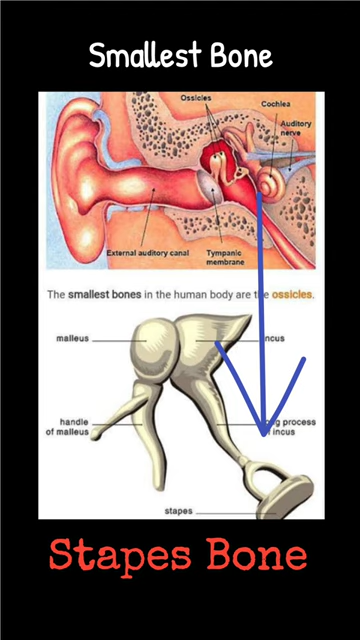 Smallest Bone
Ossicles
Cochlea
Auditory
nerve
External auditory canal
Tympanic
membrane
The smallest bones in the human body are the ossicles.
malleus
incus
handle
of malleus
process
incus
stapes
Stapes Bone